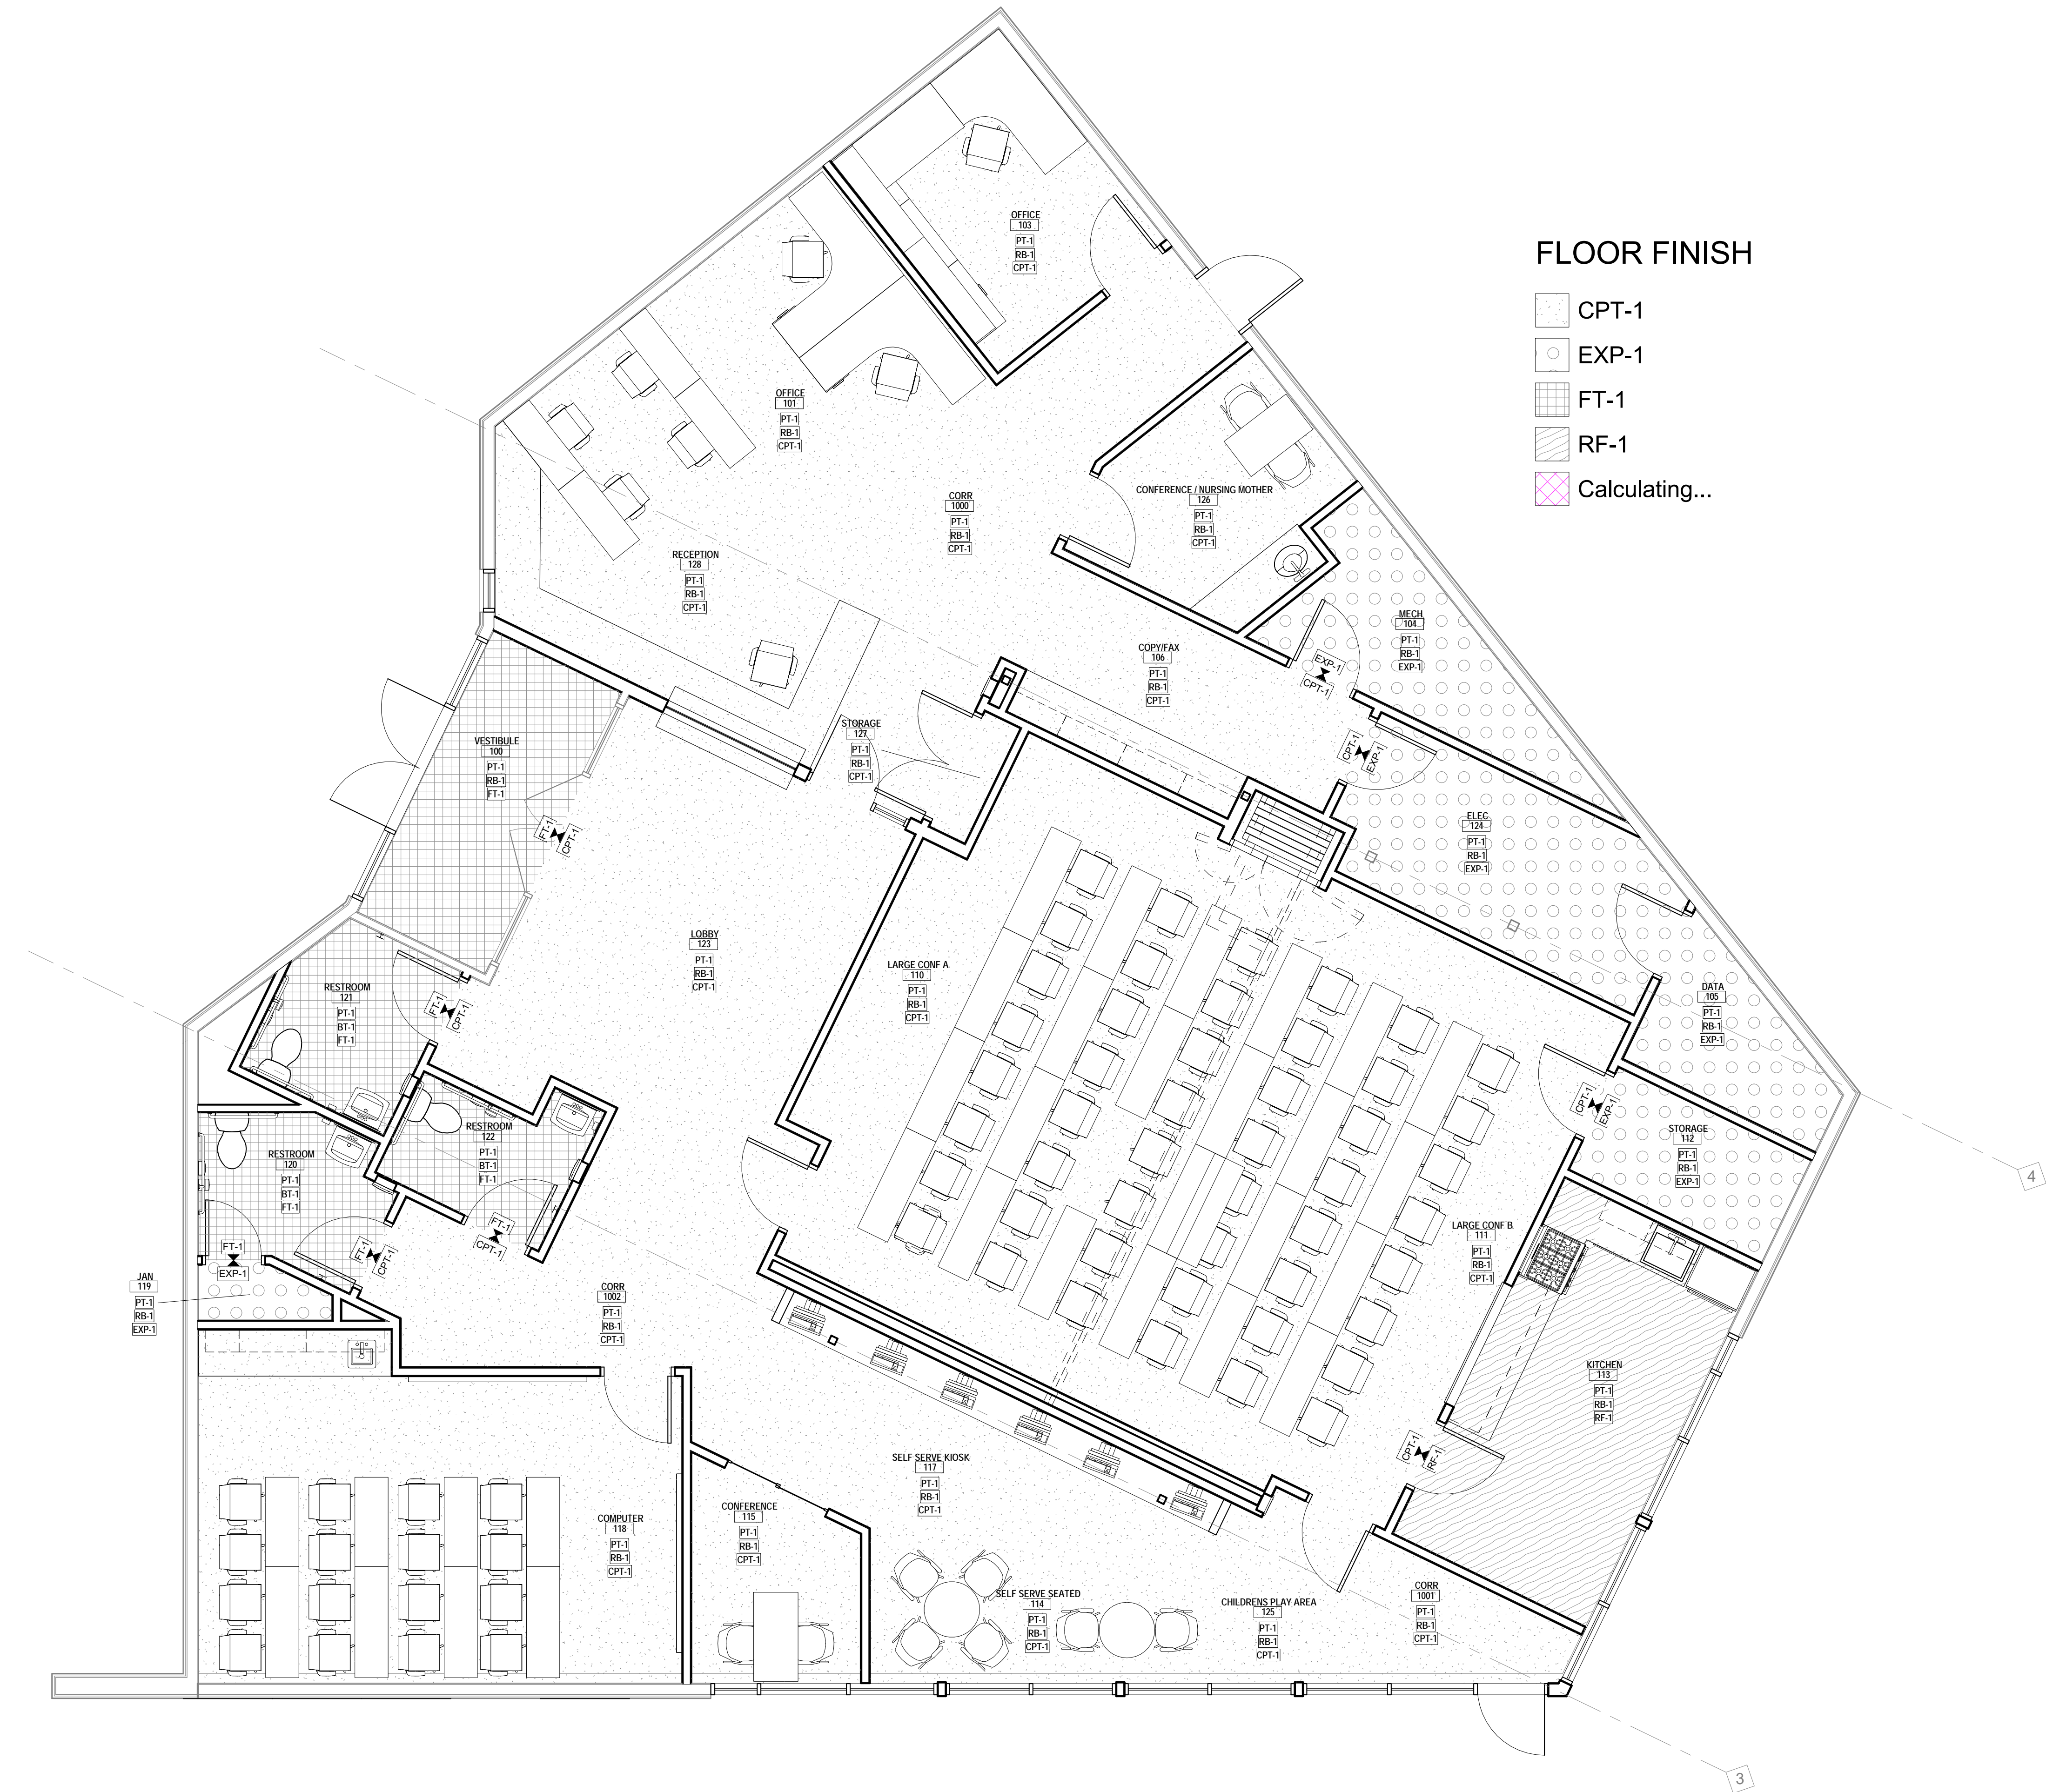 FLOOR FINISH
CPT-1
EXP-1
FT-1
RF-1
Calculating...
OFFICE
103
PT-1
RB-1
CPT-1
OFFICE
101
PT-1
RB-1
CPT-1
CORR
1000
PT-1
RB-1
CPT-1
CONFERENCE / NURSING MOTHER
126
PT-1
RB-1
CPT-1
RECEPTION
128
PT-1
RB-1
CPT-1
MECH
104
PT-1
RB-1
EXP-1
COPY/FAX
106
PT-1
RB-1
CPT-1
EXP-1
CPT-1
VESTIBULE
100
PT-1
RB-1
FT-1
STORAGE
127
PT-1
RB-1
CPT-1
CPT-1
EXP-1
FT-1
CPT-1
ELEC
124
PT-1
RB-1
EXP-1
LOBBY
123
PT-1
RB-1
CPT-1
LARGE CONF A
110
PT-1
RB-1
CPT-1
RESTROOM
121
PT-1
BT-1
FT-1
FT-1
CPT-1
DATA
105
PT-1
RB-1
EXP-1
CPT-1
EXP-1
RESTROOM
122
PT-1
BT-1
FT-1
STORAGE
112
PT-1
RB-1
EXP-1
RESTROOM
120
PT-1
BT-1
FT-1
4
FT-1
CPT-1
FT-1
CPT-1
FT-1
EXP-1
LARGE CONF B
111
PT-1
RB-1
CPT-1
JAN
119
PT-1
RB-1
EXP-1
CORR
1002
PT-1
RB-1
CPT-1
KITCHEN
113
PT-1
RB-1
RF-1
CPT-1
RF-1
SELF SERVE KIOSK
117
PT-1
RB-1
CPT-1
CONFERENCE
115
PT-1
RB-1
CPT-1
COMPUTER
118
PT-1
RB-1
CPT-1
SELF SERVE SEATED
114
PT-1
RB-1
CPT-1
CHILDRENS PLAY AREA
125
PT-1
RB-1
CPT-1
CORR
1001
PT-1
RB-1
CPT-1
3